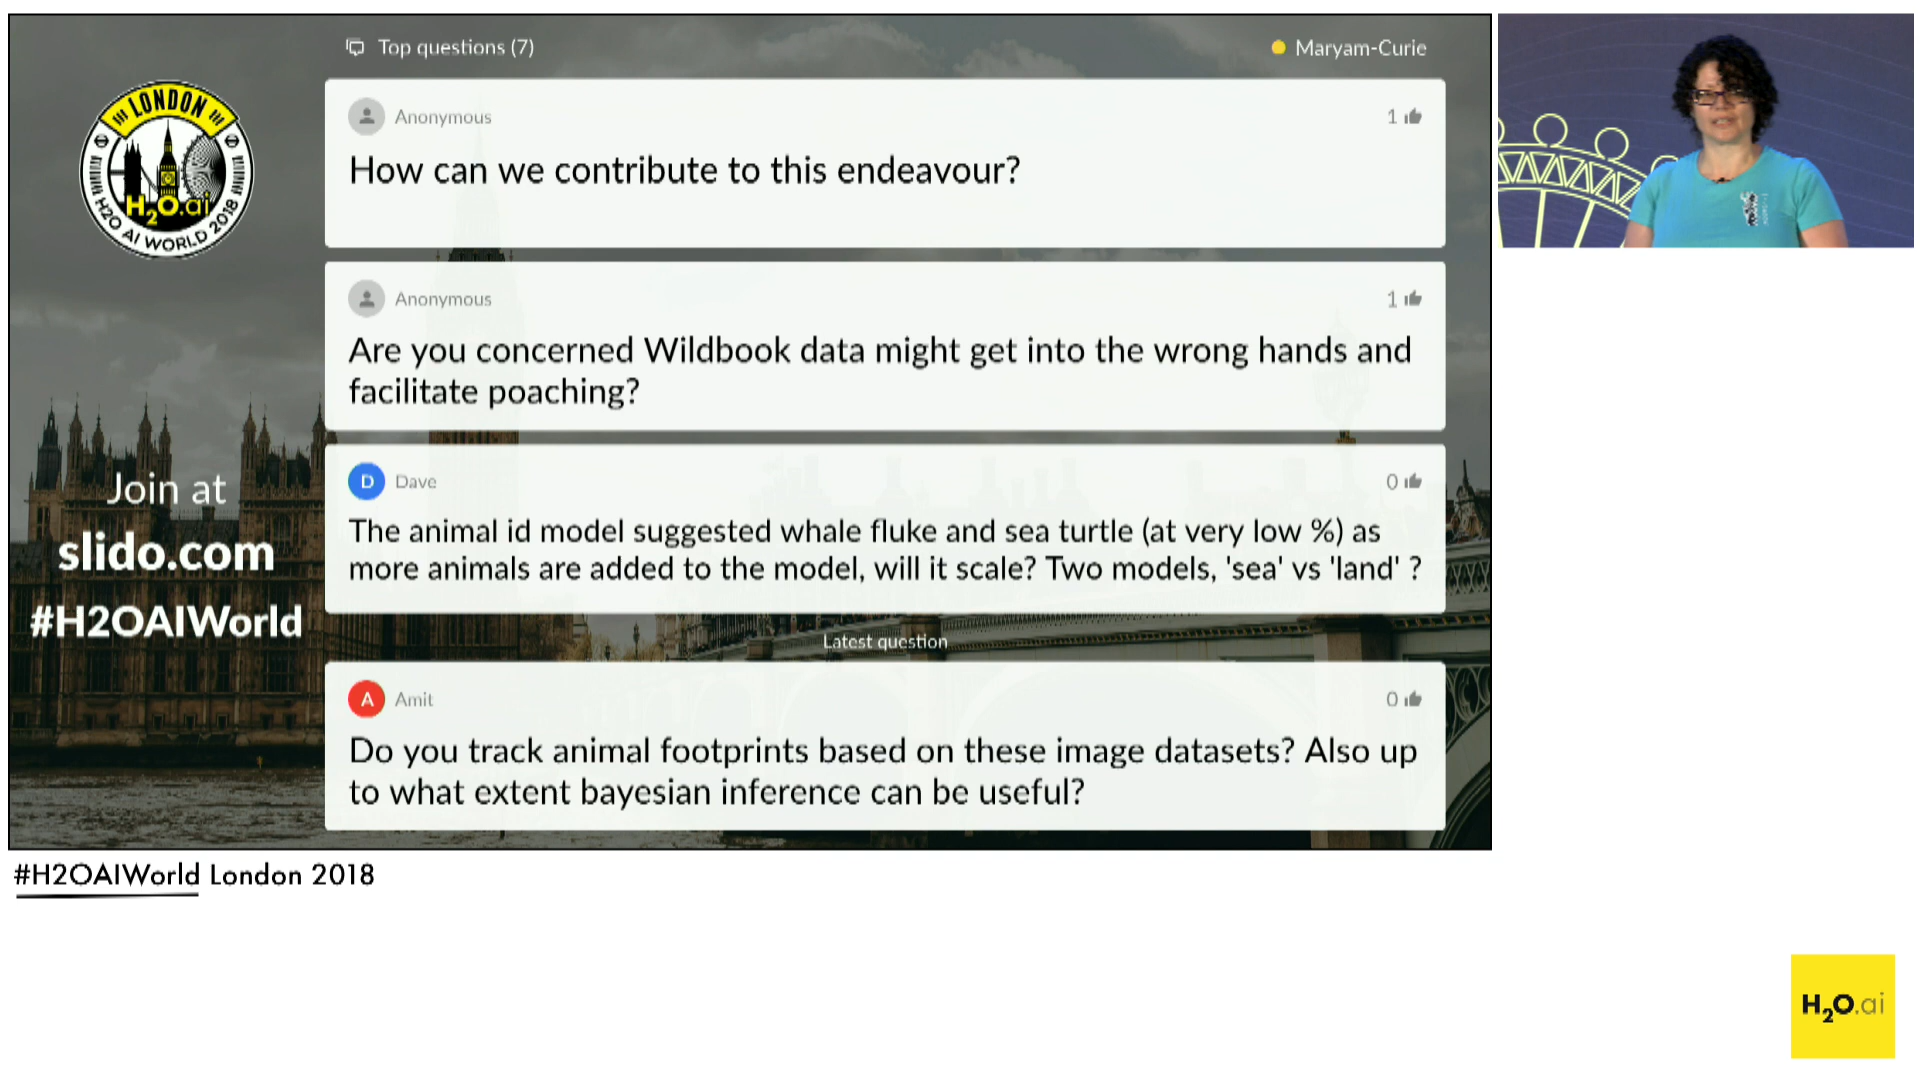 Top questions (7)
Maryam-Curie
LONDON
H2O.ai
H2O AI WORLD 2018
Anonymous
1
How can we contribute to this endeavour?
Anonymous
1
Are you concerned Wildbook data might get into the wrong hands and
facilitate poaching?
Join at
slido.com
#H2OAIWorld
D
Dave
0
The animal id model suggested whale fluke and sea turtle (at very low %) as
more animals are added to the model, will it scale? Two models, 'sea' vs 'land' ?
Latest question
A
Amit
0
Do you track animal footprints based on these image datasets? Also up
to what extent bayesian inference can be useful?
#H2OAIWorld London 2018
H2O.ai